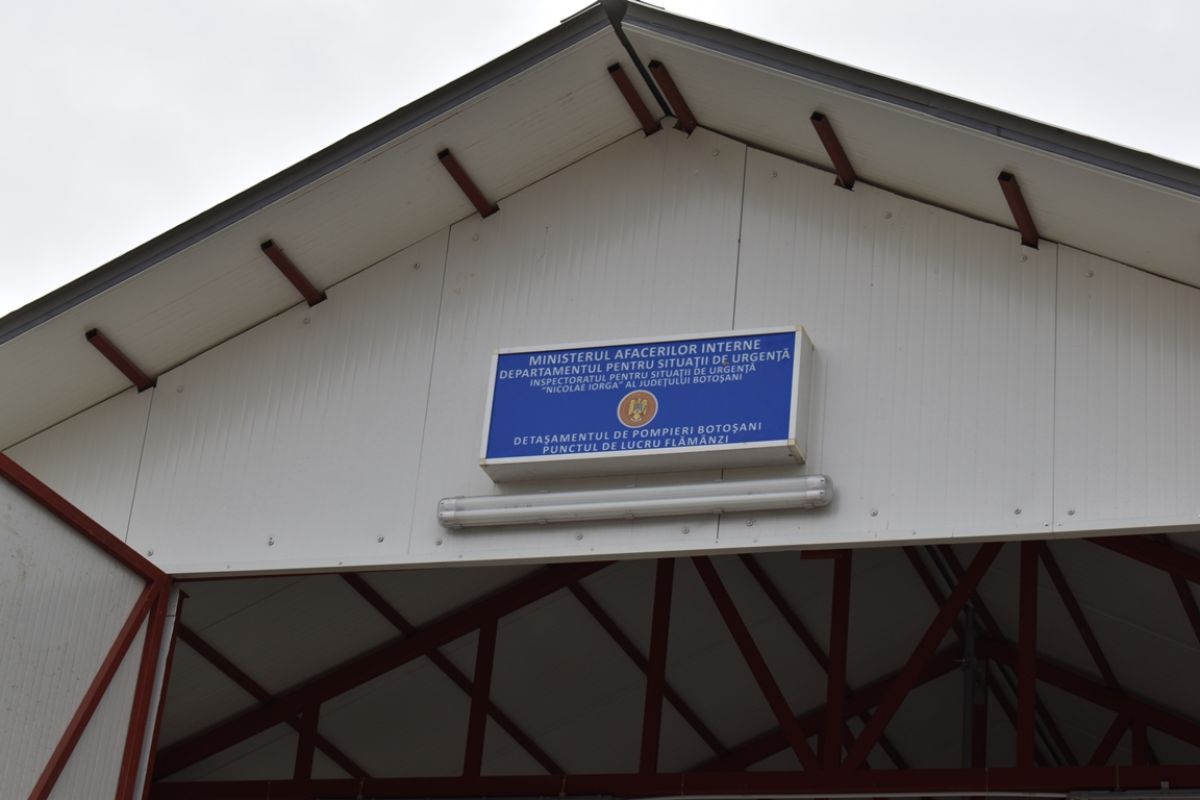 MINISTERUL AFACERILOR INTERNE
DEPARTAMENTUL PENTRU SITUAȚII DE URGENȚĂ
INSPECTORATUL PENTRU SITUAȚII DE URGENȚĂ
"NICOLAE IORGA" AL JUDEȚULUI BOTOȘANI
DETAȘAMENTUL DE POMPIERI BOTOȘANI
PUNCTUL DE LUCRU FLĂMÂNZI